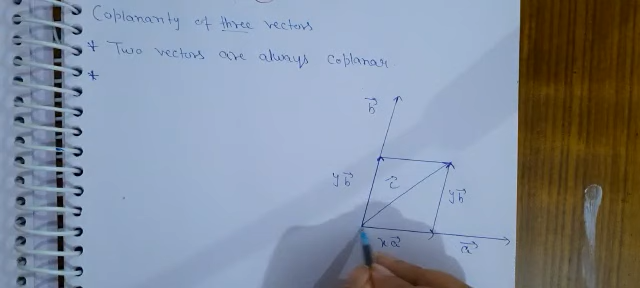 Coplanarity of three vectors
* Two vectors are always coplanar.
*
b⃗
y b⃗
r⃗
y b⃗
x a⃗
a⃗